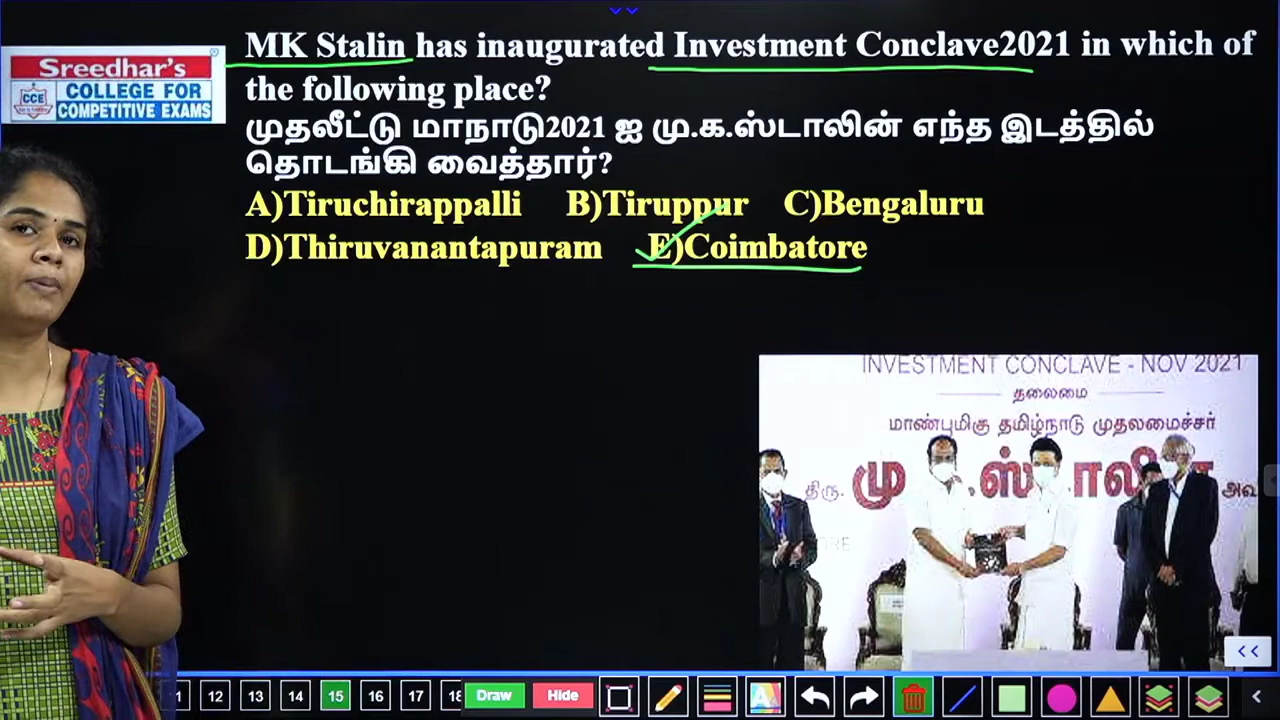 Sreedhar's
CCE
COLLEGE FOR
COMPETITIVE EXAMS
MK Stalin has inaugurated Investment Conclave2021 in which of
the following place?
முதலீட்டு மாநாடு2021 ஐ மு.க.ஸ்டாலின் எந்த இடத்தில்
தொடங்கி வைத்தார்?
A)Tiruchirappalli B)Tiruppur C)Bengaluru
D)Thiruvanantapuram E)Coimbatore
INVESTMENT CONCLAVE - NOV 2021
தலைமை
மாண்புமிகு தமிழ்நாடு முதலமைச்சர்
திரு. மு .ஸ் டாலின் அவ
12 13 14 15 16 17 18 Draw Hide